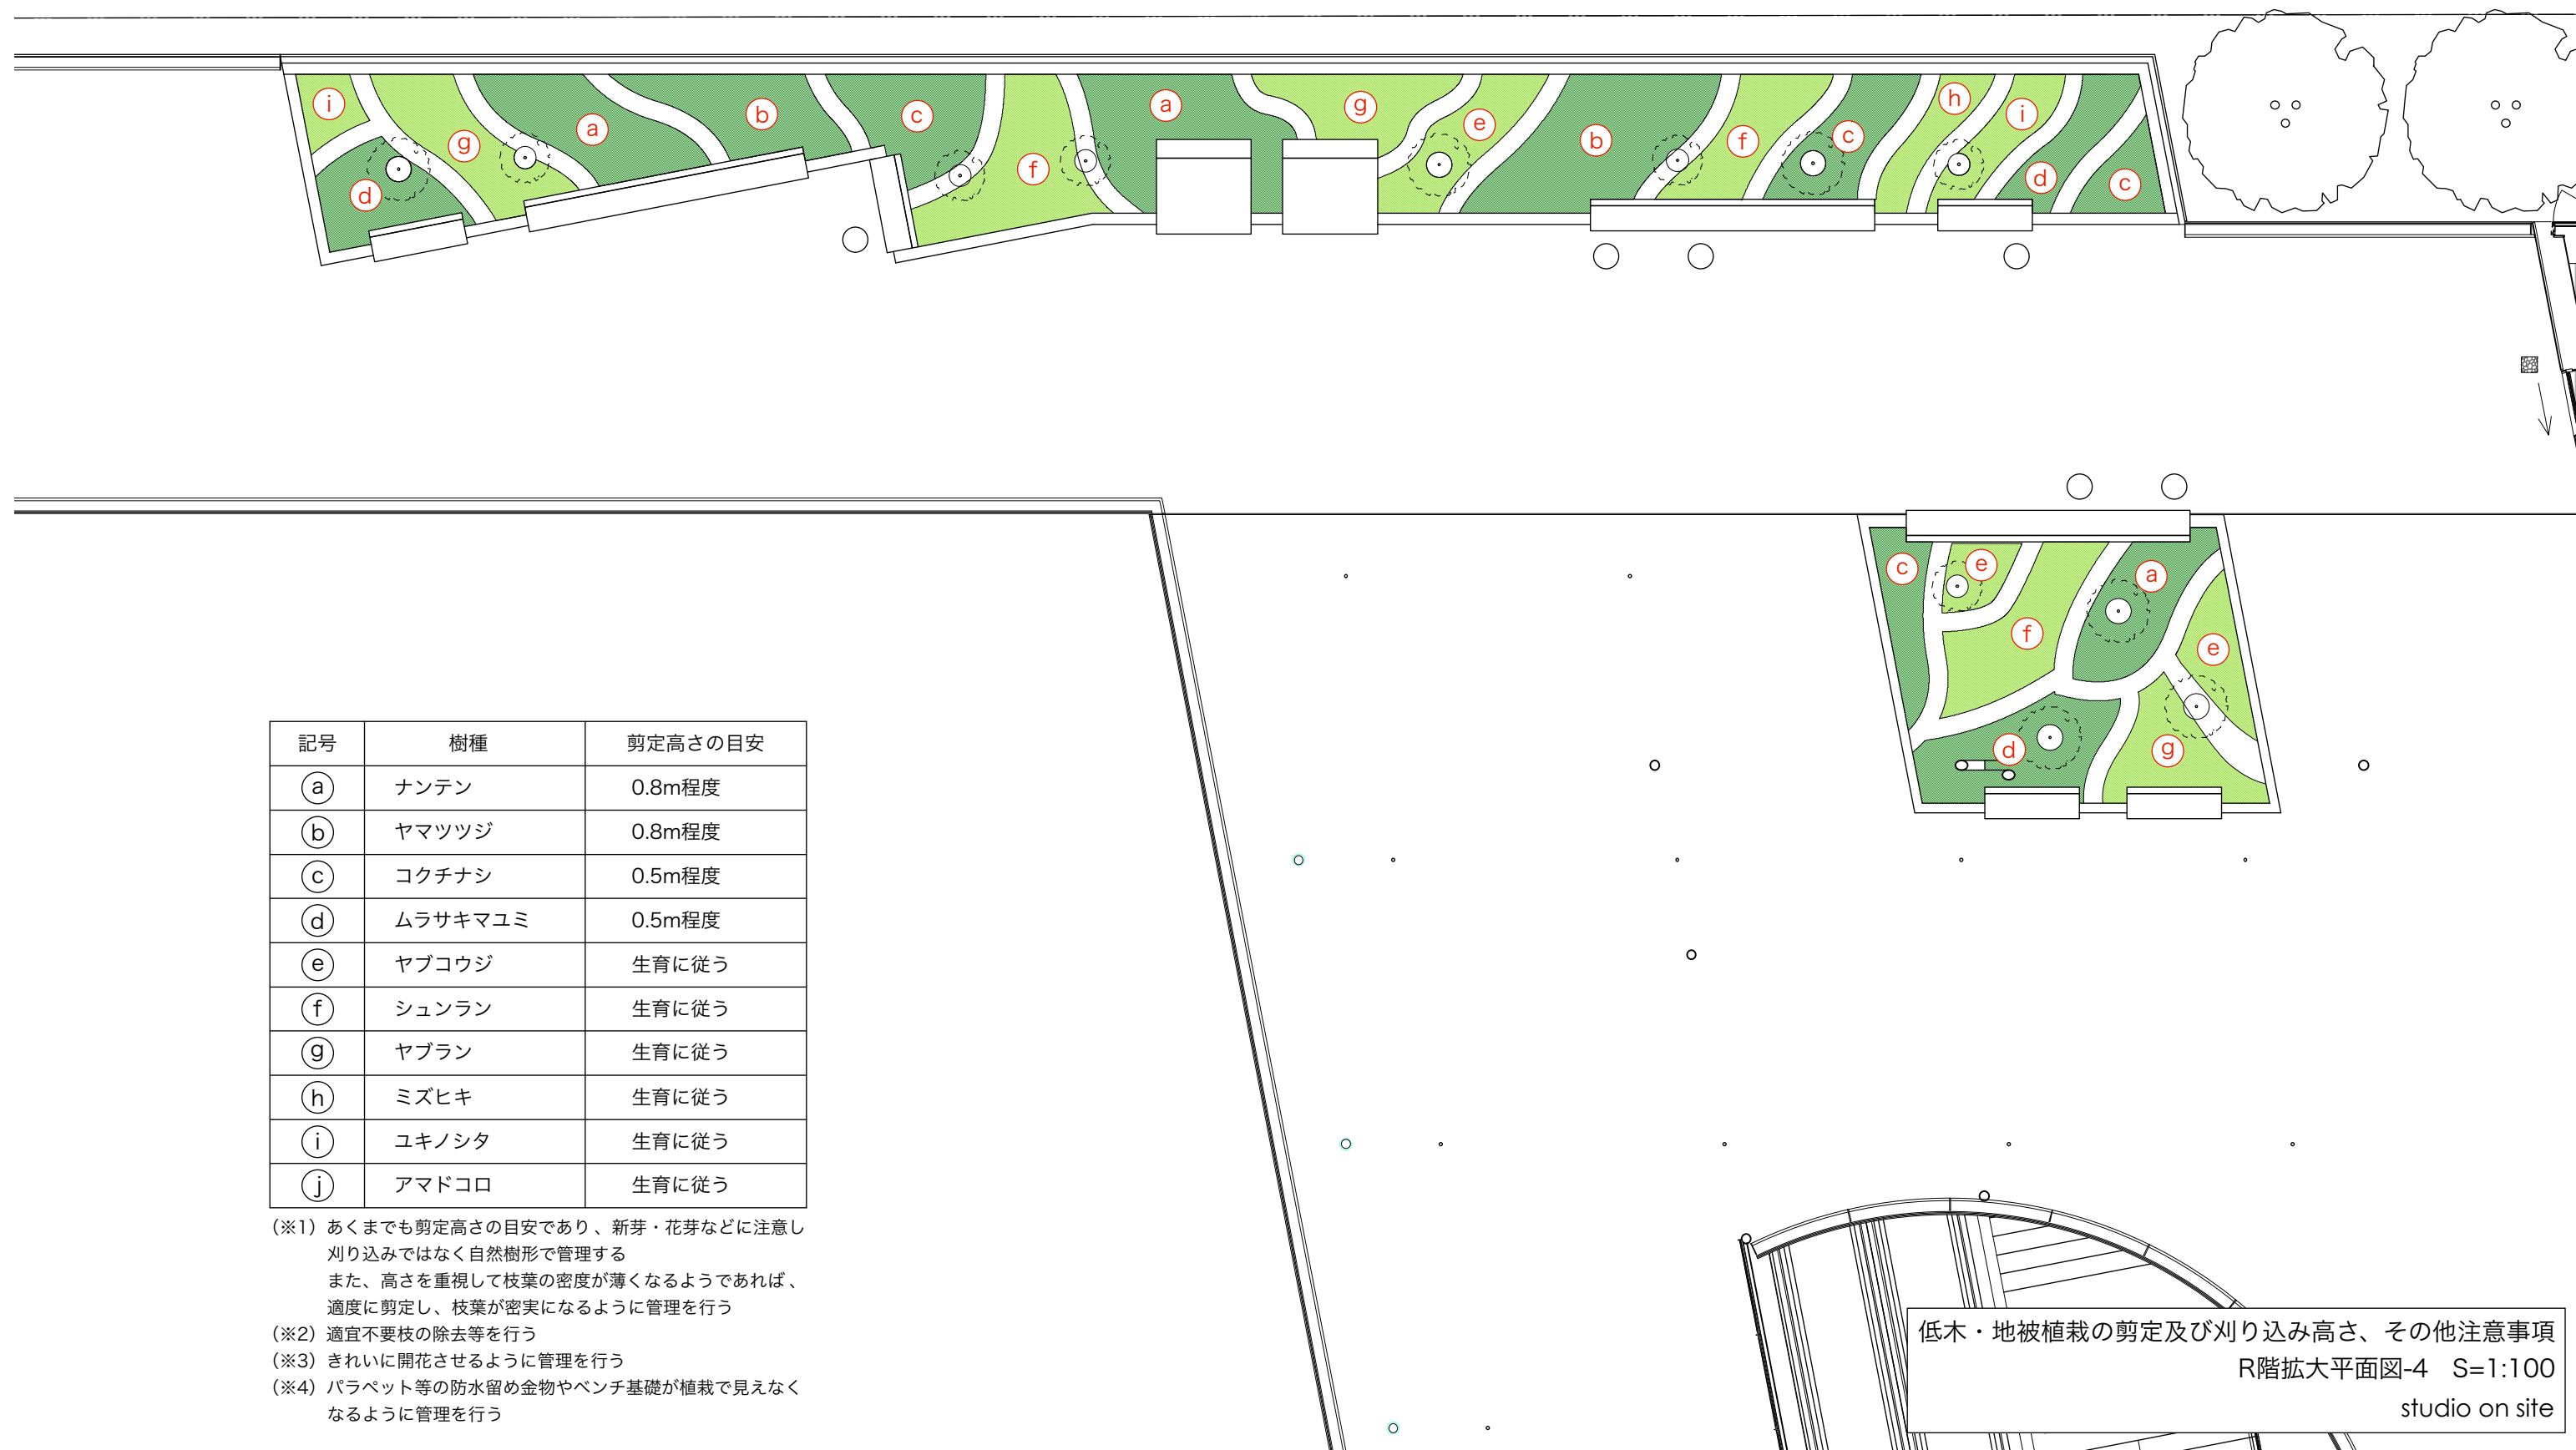 i g a b c a g e b f c h i
d f d c
c e a
f e
d g
記号 樹種 剪定高さの目安
a ナンテン 0.8m程度
b ヤマツツジ 0.8m程度
c コクチナシ 0.5m程度
d ムラサキマユミ 0.5m程度
e ヤブコウジ 生育に従う
f シュンラン 生育に従う
g ヤブラン 生育に従う
h ミズヒキ 生育に従う
i ユキノシタ 生育に従う
j アマドコロ 生育に従う
(※1) あくまでも剪定高さの目安であり、新芽・花芽などに注意し
刈り込みではなく自然樹形で管理する
また、高さを重視して枝葉の密度が薄くなるようであれば、
適度に剪定し、枝葉が密実になるように管理を行う
(※2) 適宜不要枝の除去等を行う
(※3) きれいに開花させるように管理を行う
(※4) パラペット等の防水留め金物やベンチ基礎が植栽で見えなく
なるように管理を行う
低木・地被植栽の剪定及び刈り込み高さ、その他注意事項
R階拡大平面図-4 S=1:100
studio on site